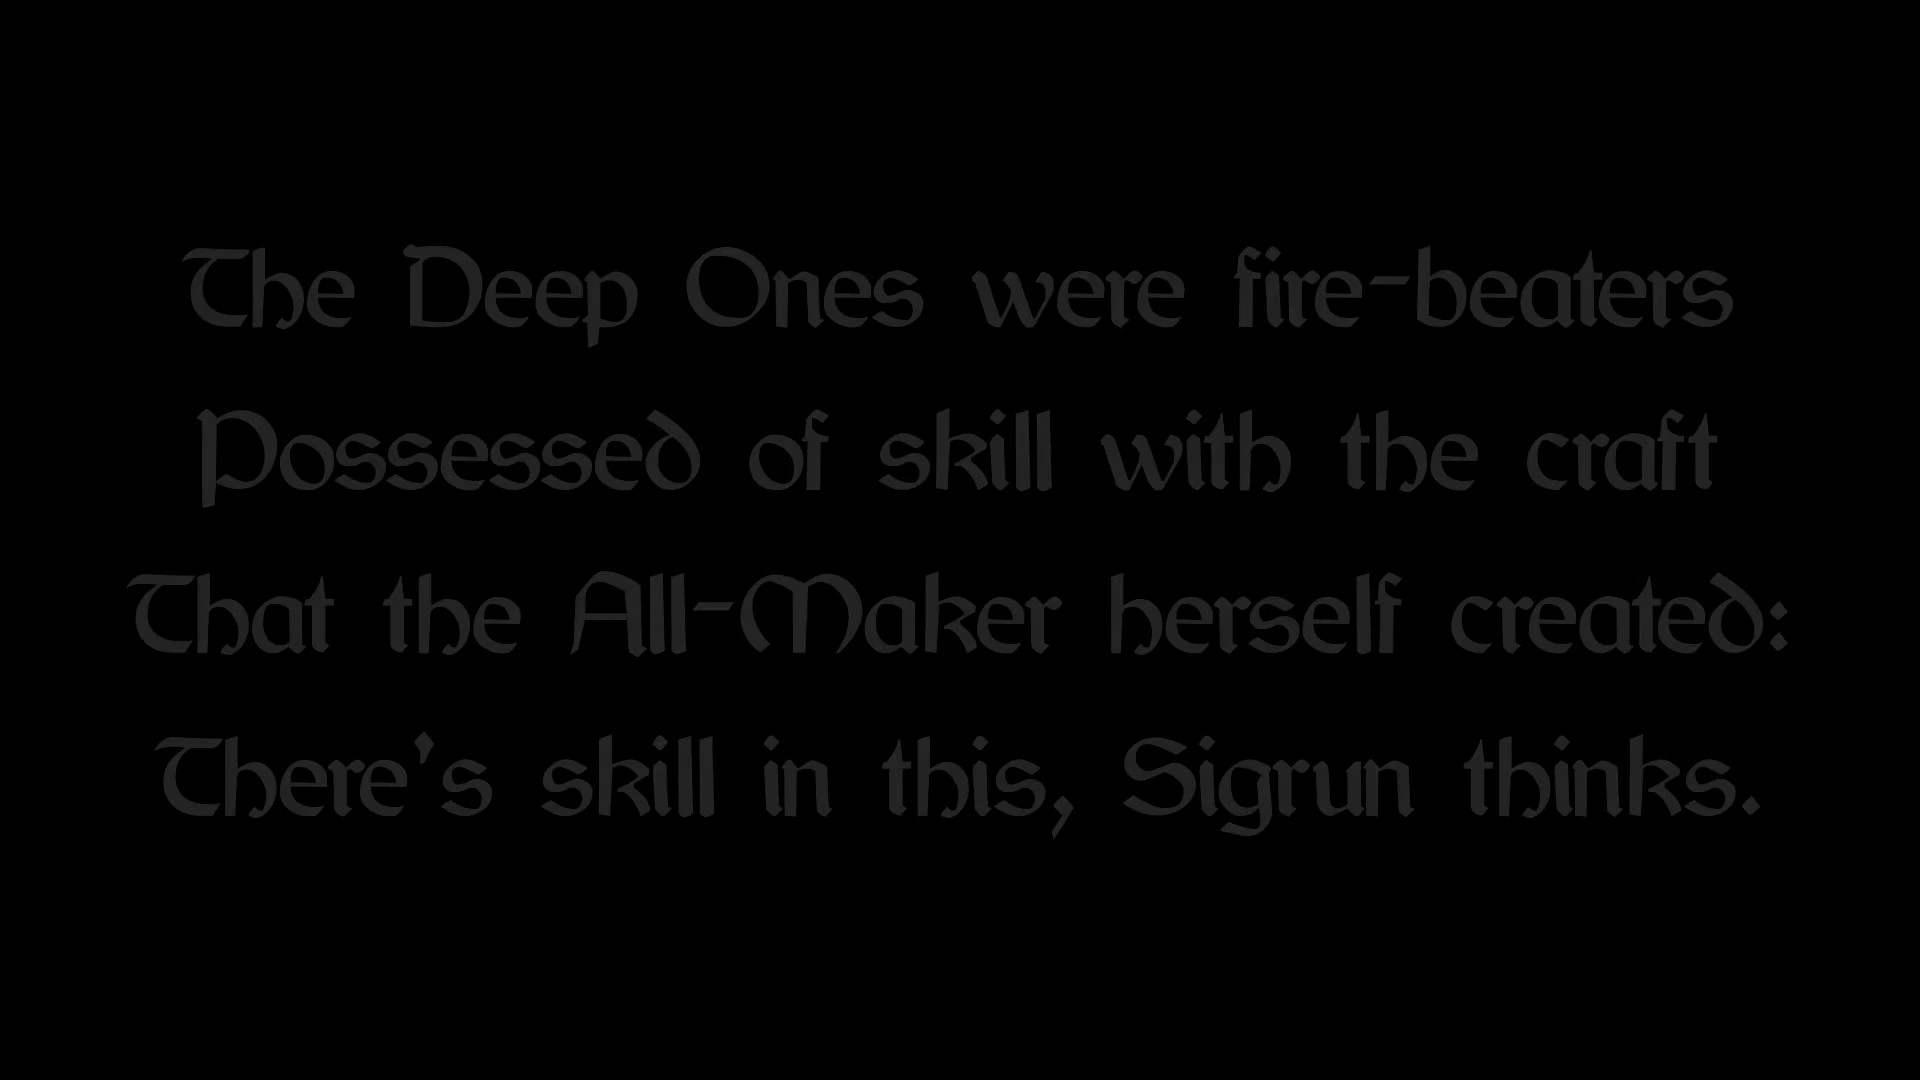 The Deep Ones were fire-beaters
Possessed of skill with the craft
That the All-Maker herself created:
There's skill in this, Sigrun thinks.